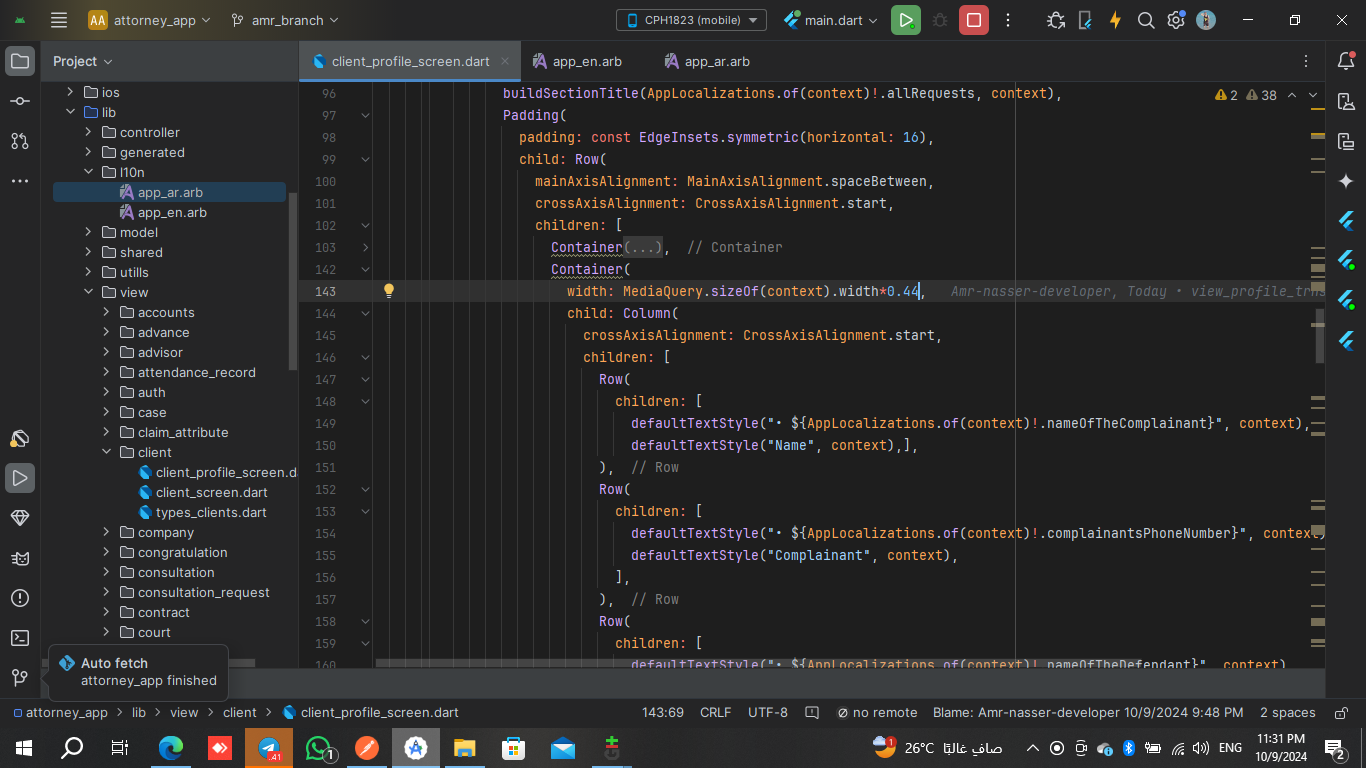 AA attorney_app amr_branch CPH1823 (mobile) main.dart
Project client_profile_screen.dart app_en.arb app_ar.arb
ios
lib
controller
generated
l10n
app_ar.arb
app_en.arb
model
shared
utills
view
accounts
advance
advisor
attendance_record
auth
case
claim_attribute
client
client_profile_screen.da
client_screen.dart
types_clients.dart
company
congratulation
consultation
consultation_request
contract
court
2 38
96 buildSectionTitle(AppLocalizations.of(context)!.allRequests, context),
97 Padding(
98 padding: const EdgeInsets.symmetric(horizontal: 16),
99 child: Row(
100 mainAxisAlignment: MainAxisAlignment.spaceBetween,
101 crossAxisAlignment: CrossAxisAlignment.start,
102 children: [
103 Container(...), // Container
142 Container(
143 width: MediaQuery.sizeOf(context).width*0.44, Amr-nasser-developer, Today • view_profile_trns
144 child: Column(
145 crossAxisAlignment: CrossAxisAlignment.start,
146 children: [
147 Row(
148 children: [
149 defaultTextStyle("• ${AppLocalizations.of(context)!.nameOfTheComplainant}", context),
150 defaultTextStyle("Name", context),],
151 ), // Row
152 Row(
153 children: [
154 defaultTextStyle("• ${AppLocalizations.of(context)!.complainantsPhoneNumber}", context)
155 defaultTextStyle("Complainant", context),
156 ],
157 ), // Row
158 Row(
159 children: [
160 defaultTextStyle("• ${AppLocalizations.of(context)!.nameOfTheDefendant}", context)
Auto fetch
attorney_app finished
attorney_app > lib > view > client > client_profile_screen.dart 143:69 CRLF UTF-8 no remote Blame: Amr-nasser-developer 10/9/2024 9:48 PM 2 spaces
.41 1 26°C صافٍ غالبًا ENG 11:31 PM
10/9/2024 2